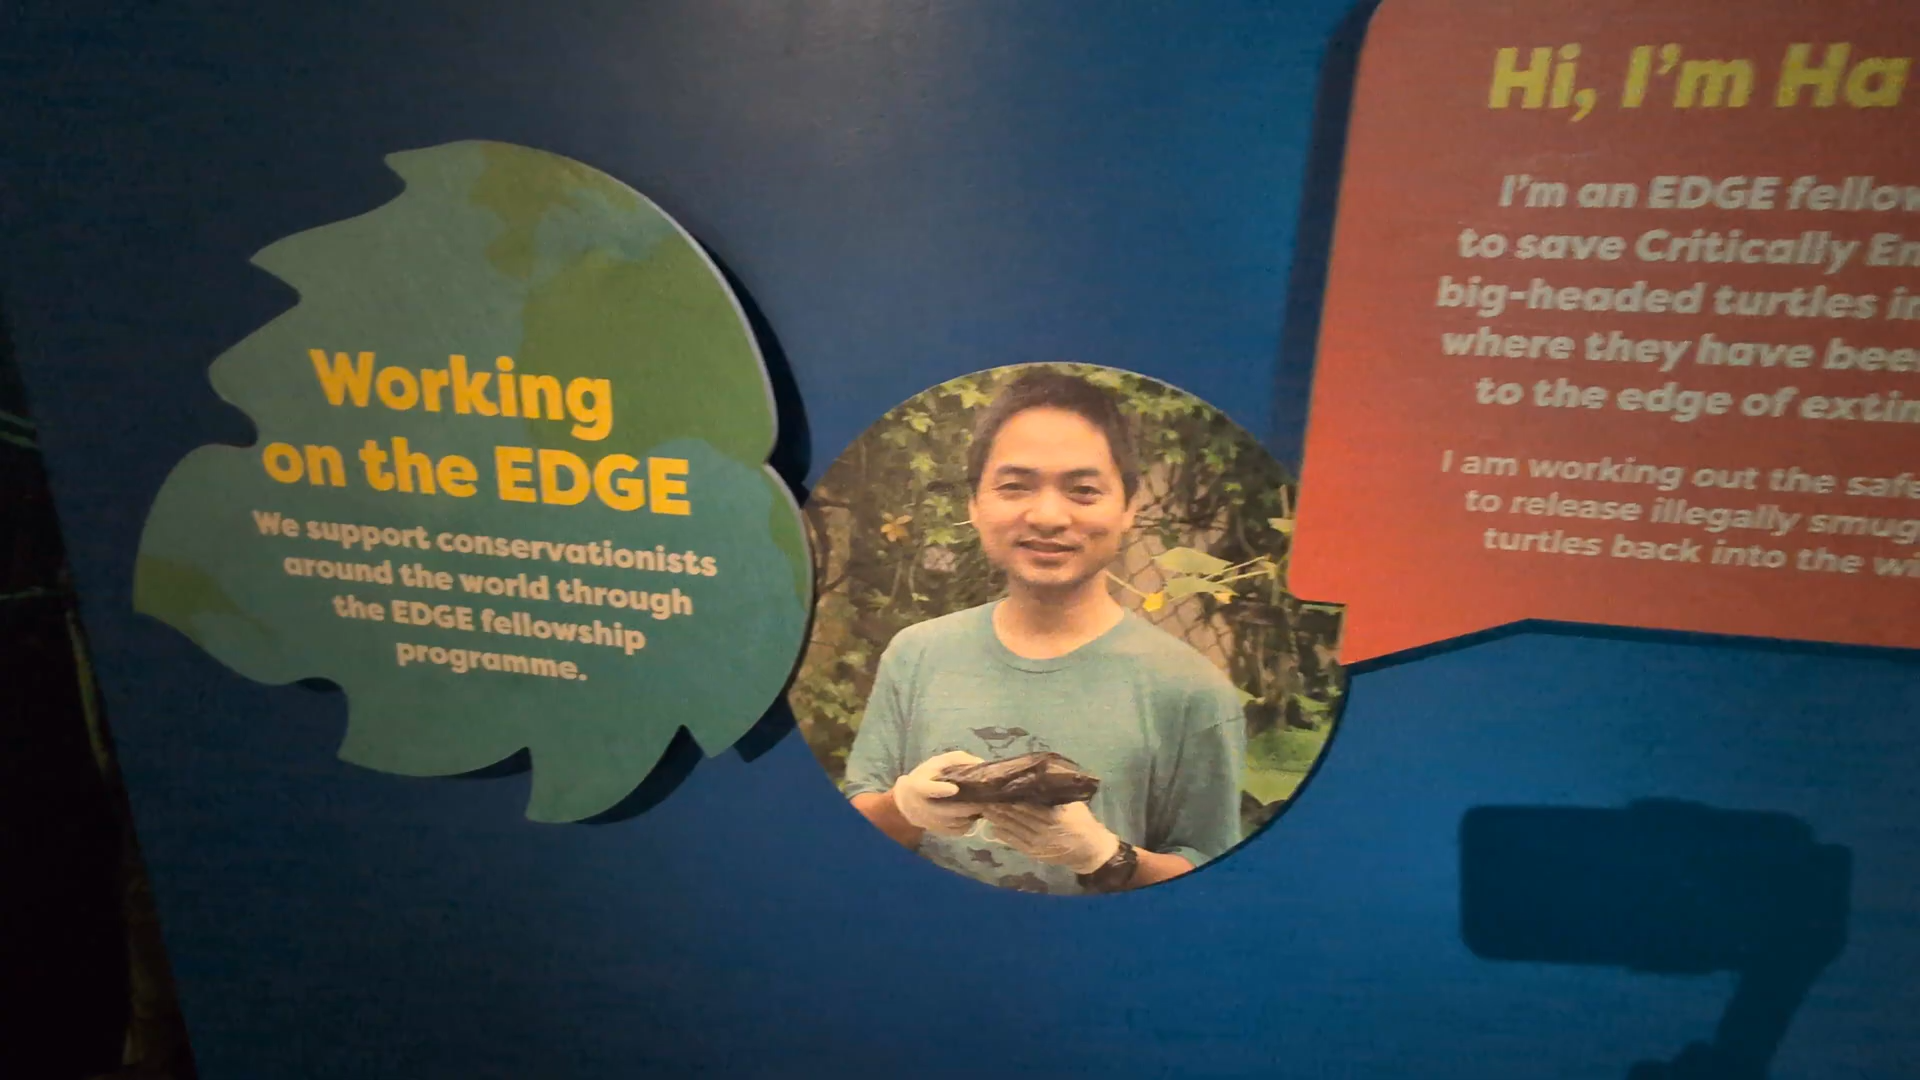 Working
on the EDGE
We support conservationists
around the world through
the EDGE fellowship
programme.
Hi, I'm Ha
I'm an EDGE
to save Critically
big-headed turtles
where they have
to the edge of
I am working out the
to release illegally
turtles back into the